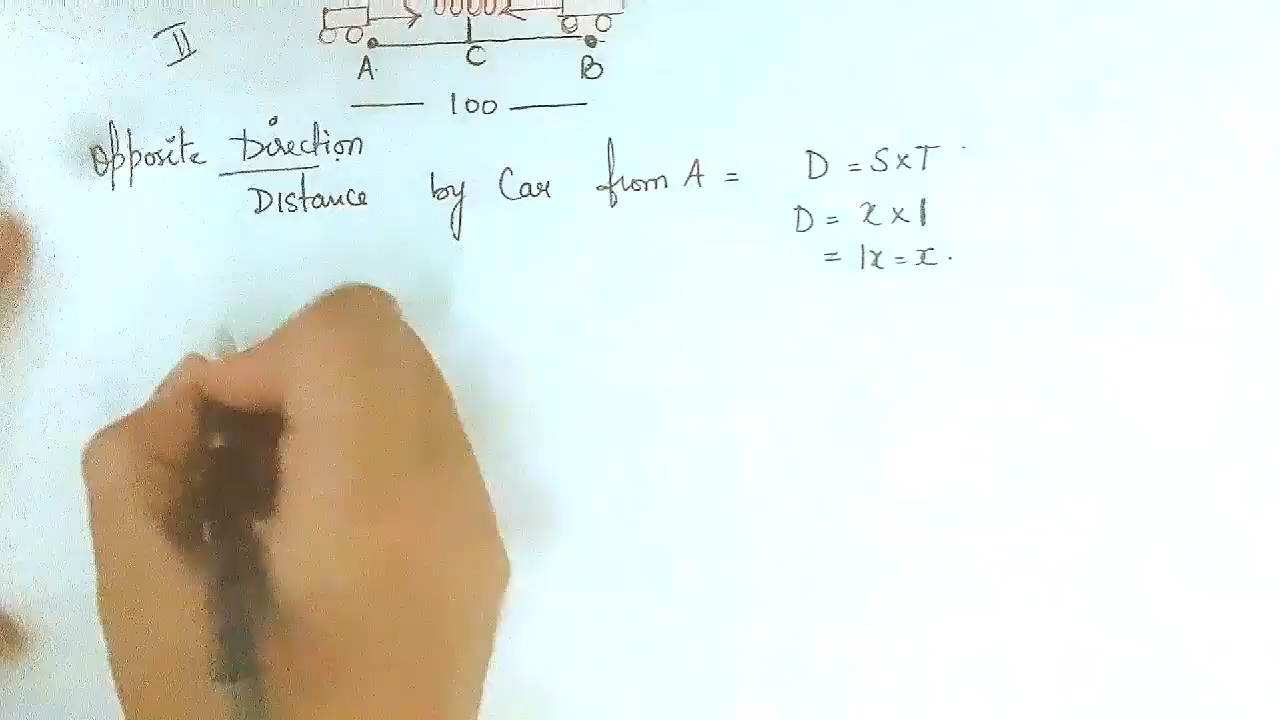 II
A C B
100
Opposite Direction
Distance by Car from A =
D = S×T
D = x × 1
= 1x = x.